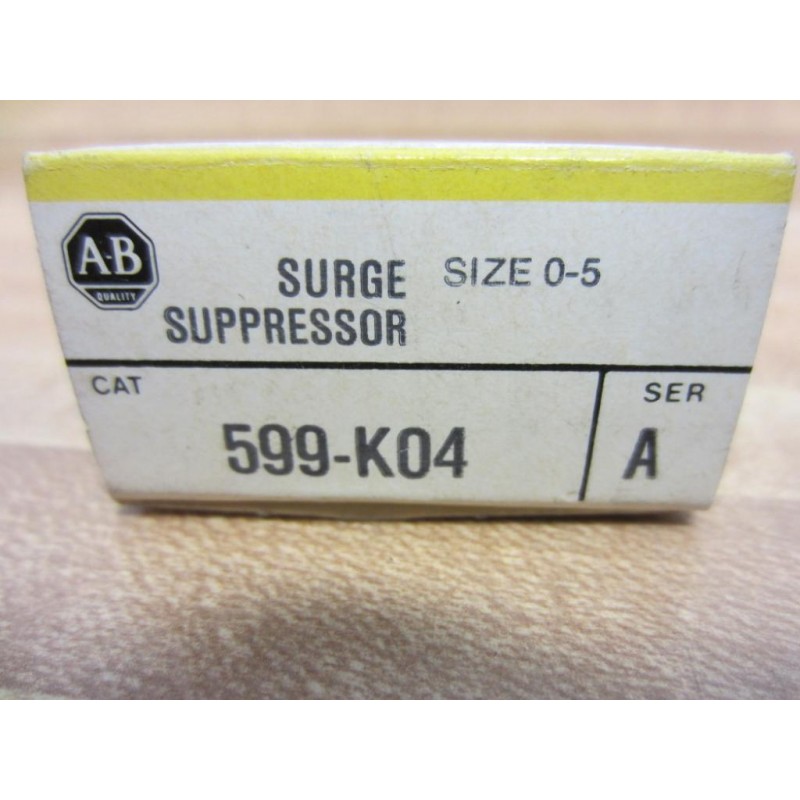 A-B
QUALITY
SURGE SIZE 0-5
SUPPRESSOR
CAT
SER
599-K04
A